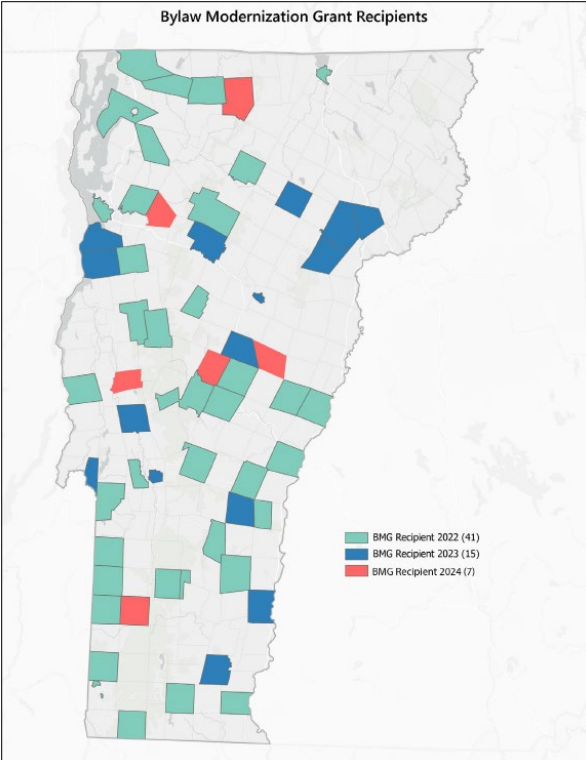 Bylaw Modernization Grant Recipients
BMG Recipient 2022 (41)
BMG Recipient 2023 (15)
BMG Recipient 2024 (7)